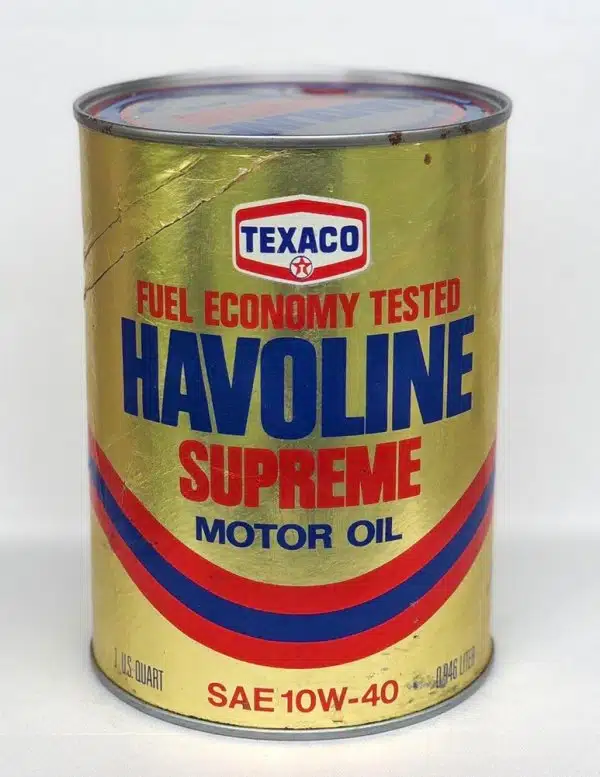 TEXACO
T
FUEL ECONOMY TESTED
HAVOLINE
SUPREME
MOTOR OIL
1 U.S. QUART
0.946 LITER
SAE 10W-40